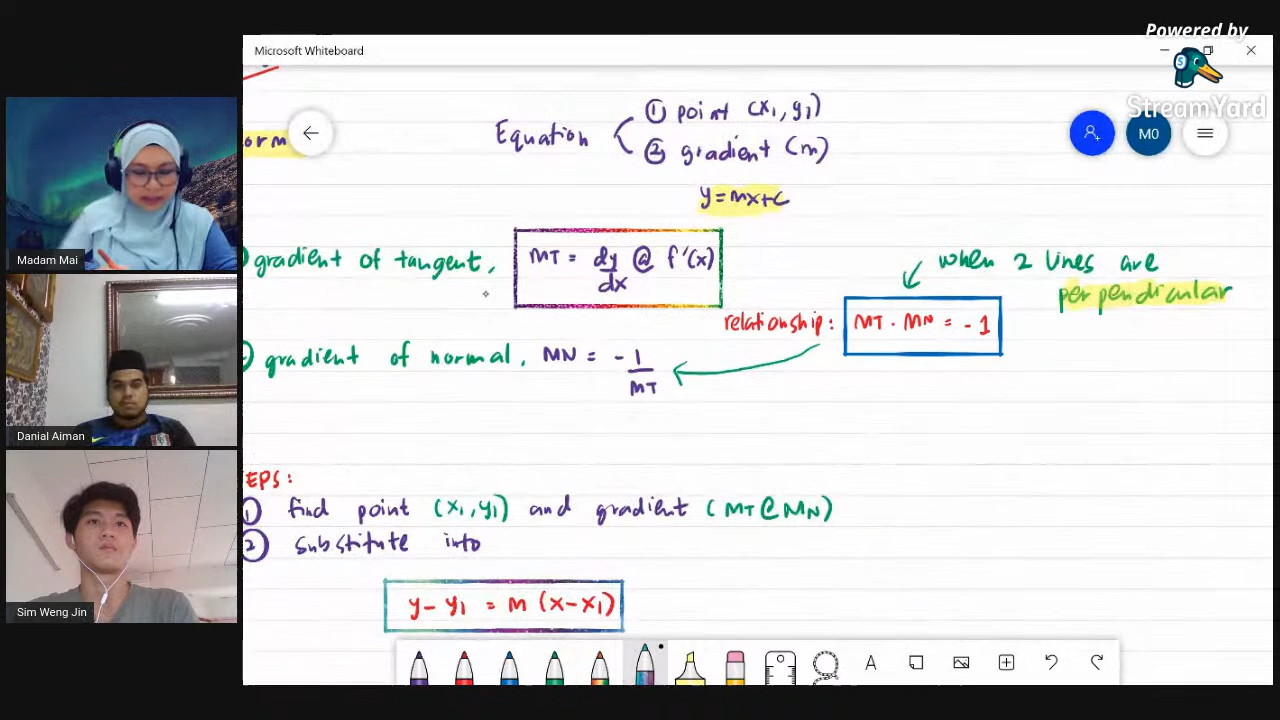 Powered by
StreamYard
Microsoft Whiteboard
Equation
① point (x1, y1)
② gradient (m)
y = mx+c
M0
gradient of tangent,
MT = dy/dx @ f'(x)
when 2 lines are
perpendicular
relationship:
MT . MN = -1
gradient of normal, MN = -1/MT
EPS:
① find point (x1, y1) and gradient (MT@MN)
② substitute into
y - y1 = m (x-x1)
Madam Mai
Danial Aiman
Sim Weng Jin
A